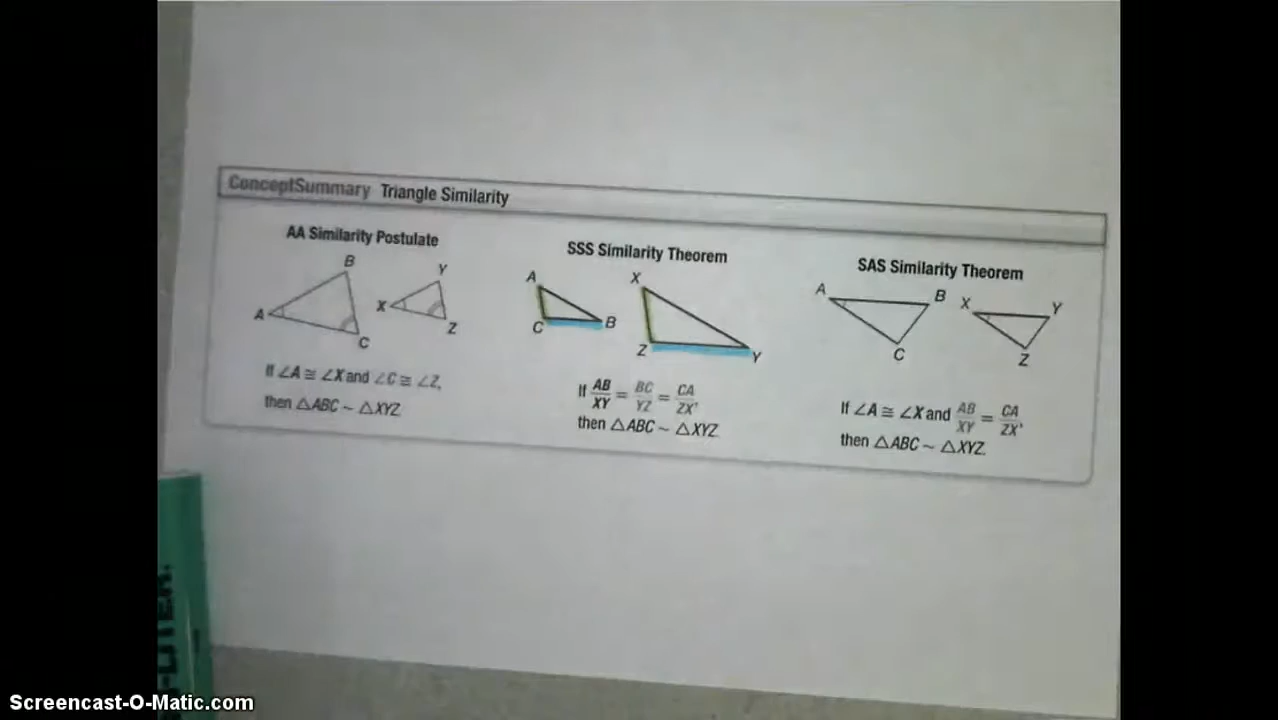 ConceptSummary Triangle Similarity
AA Similarity Postulate
B
Y
A
X
C
Z
If ∠A ≅ ∠X and ∠C ≅ ∠Z,
then △ABC ~ △XYZ
SSS Similarity Theorem
A
X
C
B
Z
Y
If AB/XY = BC/YZ = CA/ZX,
then △ABC ~ △XYZ.
SAS Similarity Theorem
A
B
X
Y
C
Z
If ∠A ≅ ∠X and AB/XY = CA/ZX,
then △ABC ~ △XYZ.
Screencast-O-Matic.com